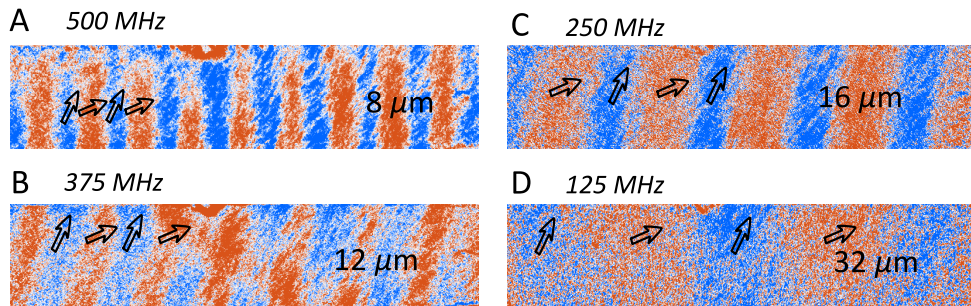 A 500 MHz
8 μm
B 375 MHz
12 μm
C 250 MHz
16 μm
D 125 MHz
32 μm